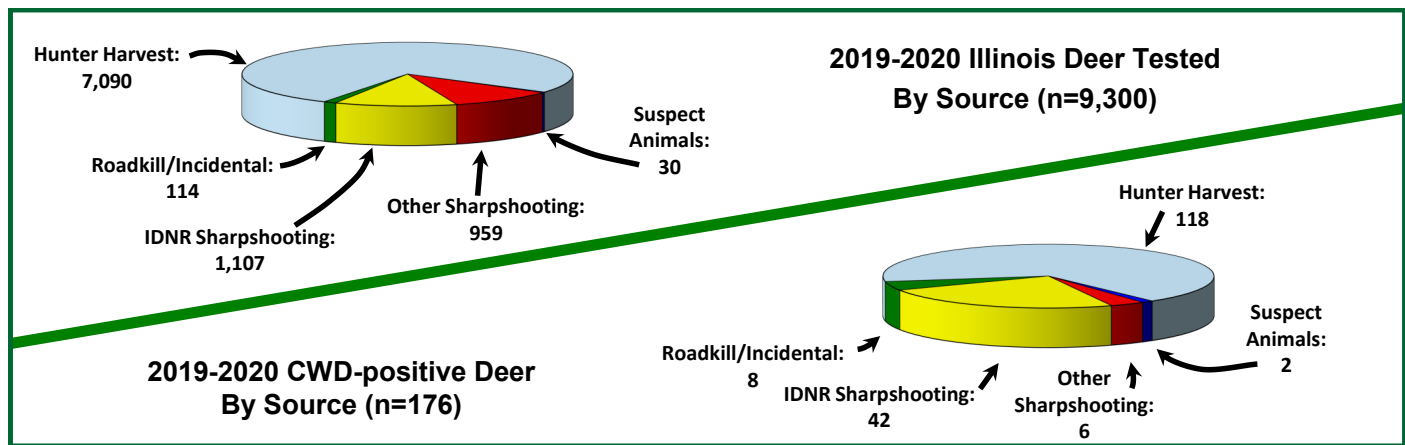 2019-2020 Illinois Deer Tested
By Source (n=9,300)
Hunter Harvest:
7,090
Suspect
Animals:
30
Roadkill/Incidental:
114
Other Sharpshooting:
959
IDNR Sharpshooting:
1,107
2019-2020 CWD-positive Deer
By Source (n=176)
Hunter Harvest:
118
Suspect
Animals:
2
Roadkill/Incidental:
8
IDNR Sharpshooting:
42
Other
Sharpshooting:
6